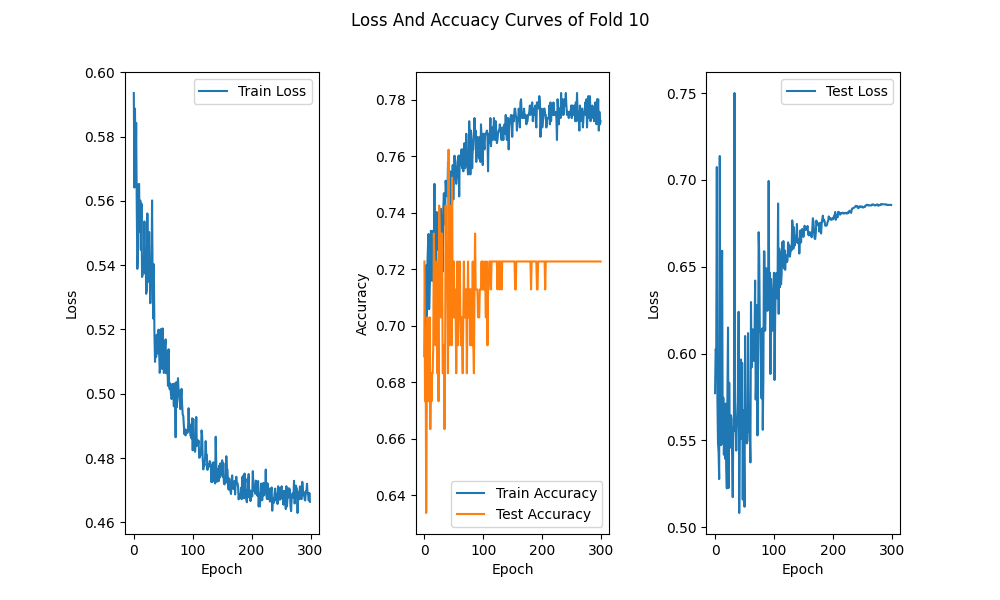 Loss And Accuacy Curves of Fold 10
Train Loss
0.60
0.58
0.56
0.54
0.52
0.50
0.48
0.46
Loss
0 100 200 300
Epoch
0.78
0.76
0.74
0.72
0.70
0.68
0.66
0.64
Accuracy
Train Accuracy
Test Accuracy
0 100 200 300
Epoch
Test Loss
0.75
0.70
0.65
0.60
0.55
0.50
Loss
0 100 200 300
Epoch